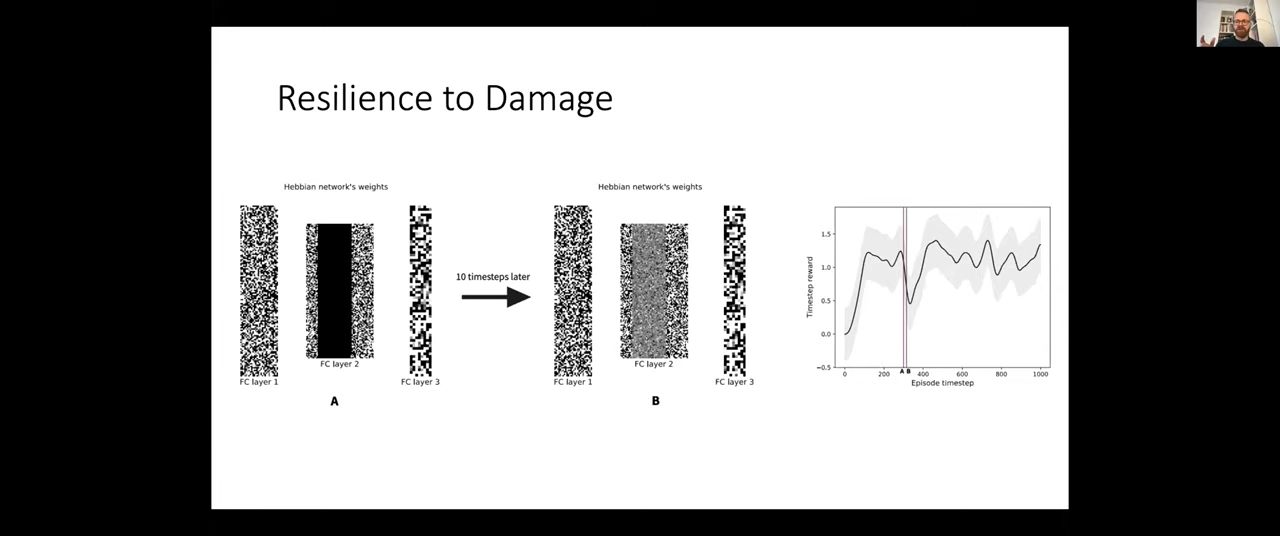 Resilience to Damage
Hebbian network's weights
FC layer 1
FC layer 2
FC layer 3
A
10 timesteps later
Hebbian network's weights
FC layer 1
FC layer 2
FC layer 3
B
Timestep reward
1.5
1.0
0.5
0.0
−0.5
0
200
A B
400
600
800
1000
Episode timestep